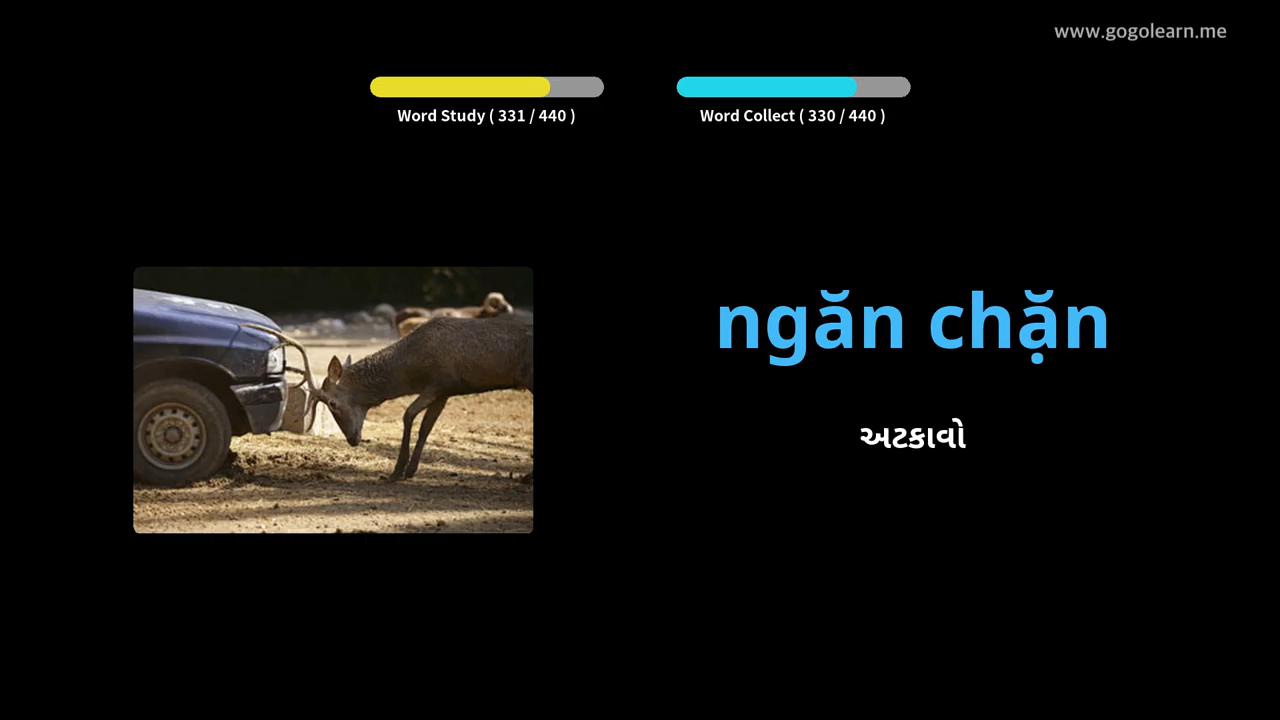 www.gogolearn.me
Word Study ( 331 / 440 )
Word Collect ( 330 / 440 )
ngăn chặn
અટકાવો